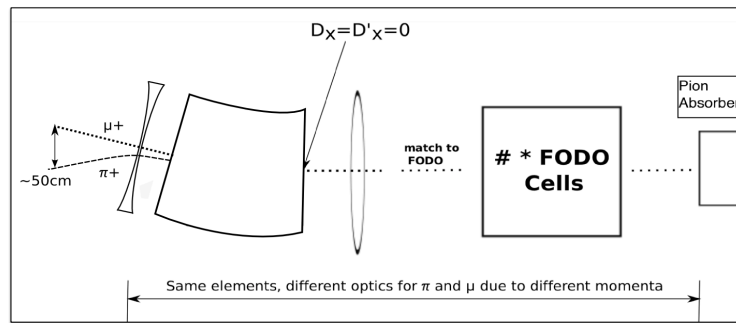 Dx=D'x=0
μ+
π+
~50cm
match to
FODO
# * FODO
Cells
Pion
Absorber
Same elements, different optics for π and μ due to different momenta